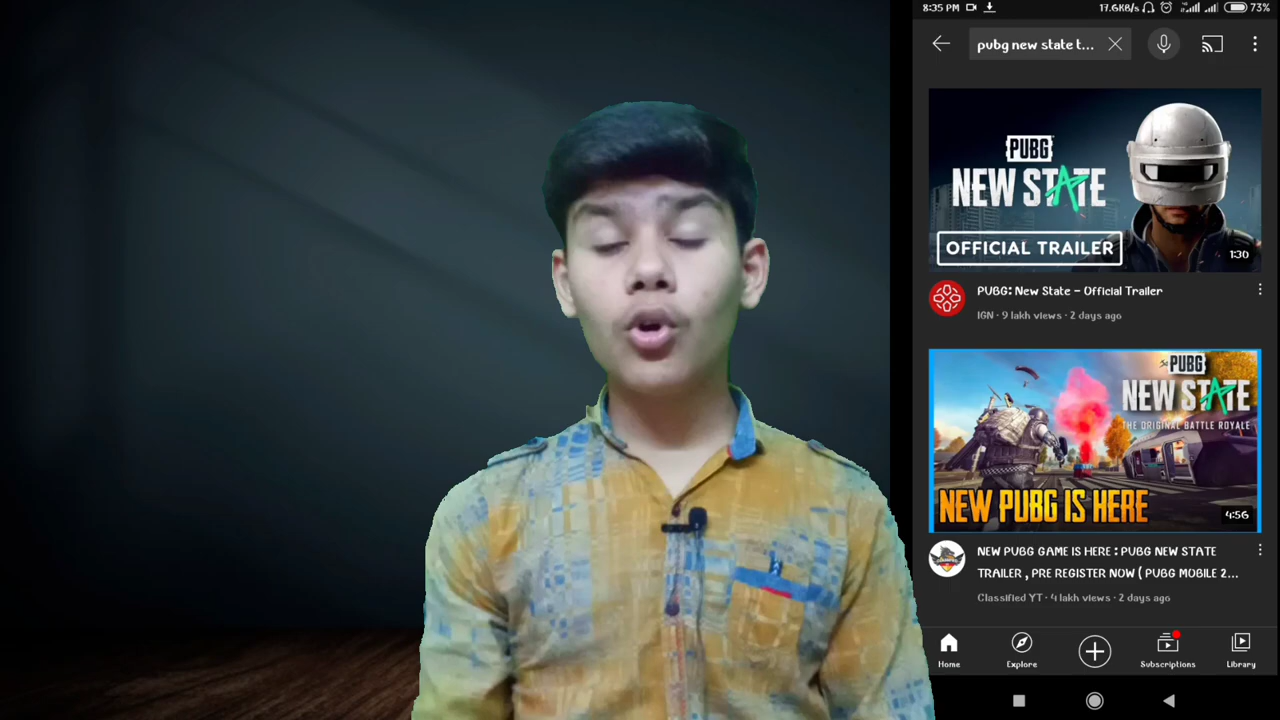 8:35 PM
17.6KB/s
73%
pubg new state t...
PUBG
NEW STATE
OFFICIAL TRAILER
1:30
PUBG: New State – Official Trailer
IGN · 9 lakh views · 2 days ago
PUBG
NEW STATE
THE ORIGINAL BATTLE ROYALE
NEW PUBG IS HERE
4:56
NEW PUBG GAME IS HERE : PUBG NEW STATE
TRAILER , PRE REGISTER NOW ( PUBG MOBILE 2...
Classified YT · 4 lakh views · 2 days ago
Home
Explore
Subscriptions
Library